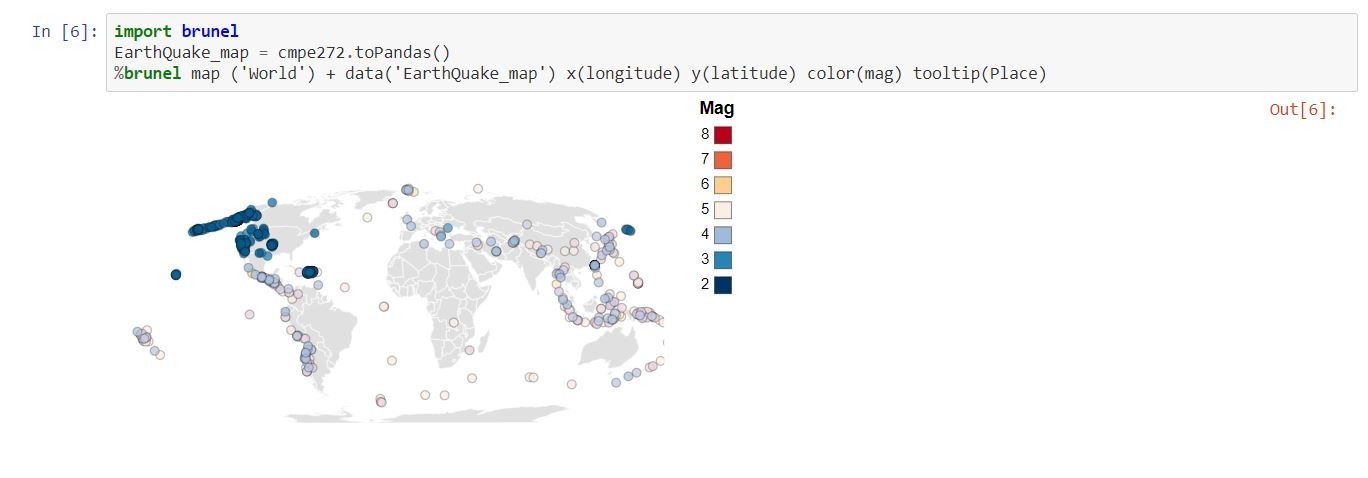 In [6]:
import brunel
EarthQuake_map = cmpe272.toPandas()
%brunel map ('World') + data('EarthQuake_map') x(longitude) y(latitude) color(mag) tooltip(Place)
Out[6]:
Mag
8
7
6
5
4
3
2